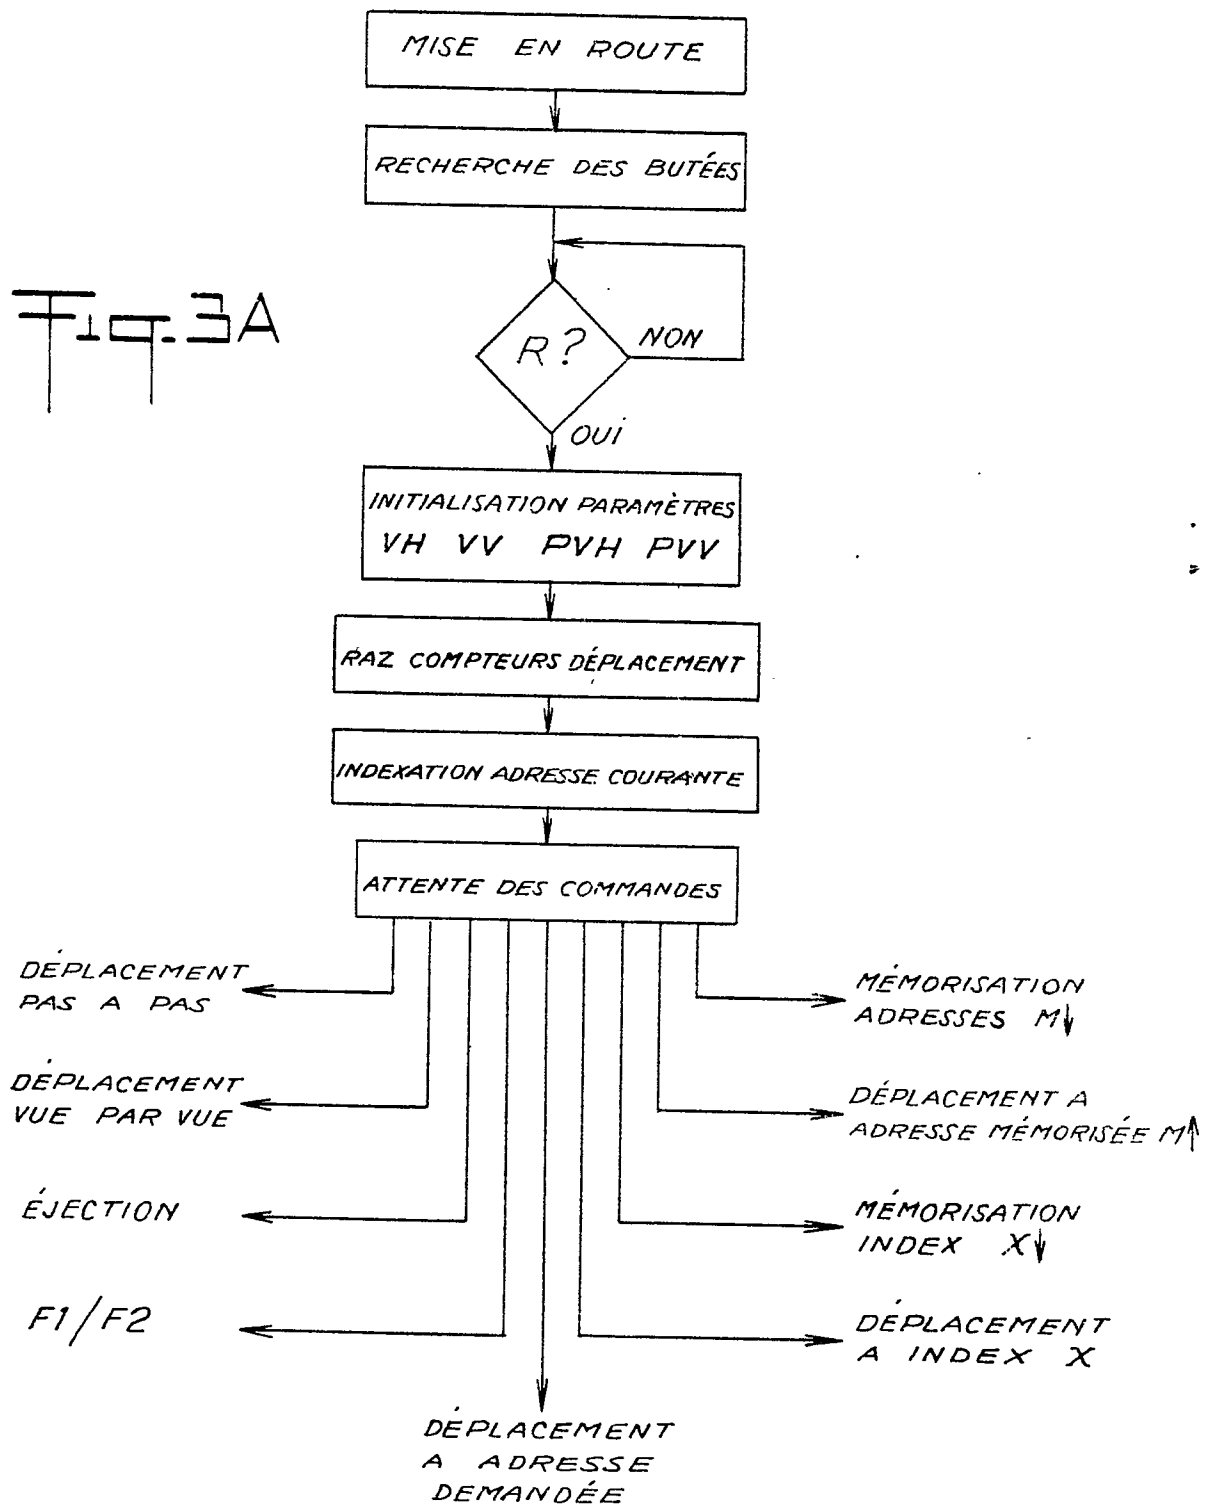 MISE EN ROUTE
RECHERCHE DES BUTÉES
Fig. 3A
R?
NON
OUI
INITIALISATION PARAMÈTRES
VH VV PVH PVV
RAZ COMPTEURS DÉPLACEMENT
INDEXATION ADRESSE COURANTE
ATTENTE DES COMMANDES
DÉPLACEMENT
PAS A PAS
DÉPLACEMENT
VUE PAR VUE
ÉJECTION
F1/F2
DÉPLACEMENT
A ADRESSE
DEMANDÉE
MÉMORISATION
ADRESSES M↓
DÉPLACEMENT A
ADRESSE MÉMORISÉE M↑
MÉMORISATION
INDEX X↓
DÉPLACEMENT
A INDEX X